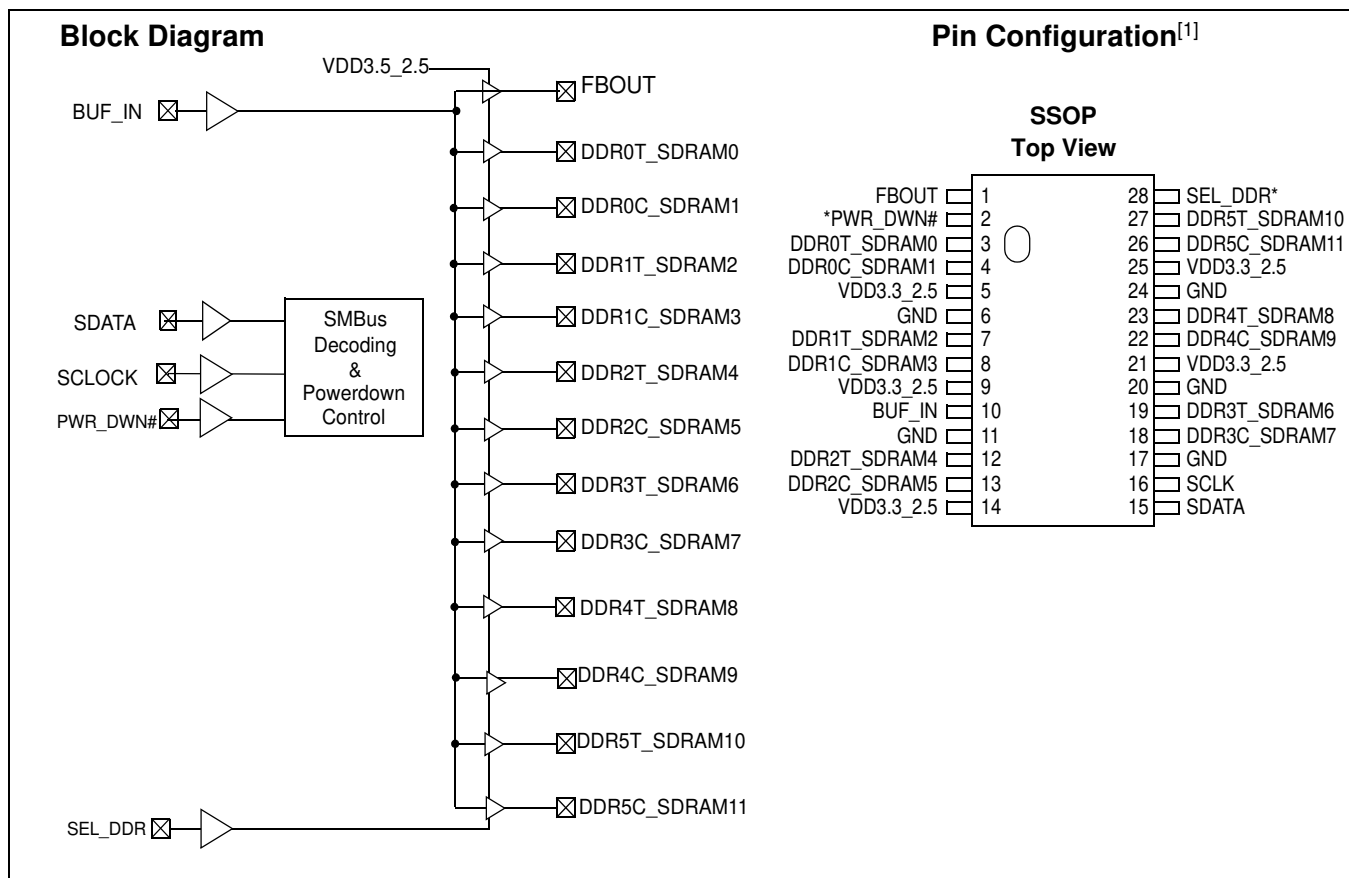 Block Diagram
VDD3.5_2.5
BUF_IN
FBOUT
DDR0T_SDRAM0
DDR0C_SDRAM1
DDR1T_SDRAM2
DDR1C_SDRAM3
DDR2T_SDRAM4
DDR2C_SDRAM5
DDR3T_SDRAM6
DDR3C_SDRAM7
DDR4T_SDRAM8
DDR4C_SDRAM9
DDR5T_SDRAM10
DDR5C_SDRAM11
SDATA
SCLOCK
PWR_DWN#
SMBus
Decoding
&
Powerdown
Control
SEL_DDR
Pin Configuration[1]
SSOP
Top View
FBOUT 1 28 SEL_DDR*
*PWR_DWN# 2 27 DDR5T_SDRAM10
DDR0T_SDRAM0 3 26 DDR5C_SDRAM11
DDR0C_SDRAM1 4 25 VDD3.3_2.5
VDD3.3_2.5 5 24 GND
GND 6 23 DDR4T_SDRAM8
DDR1T_SDRAM2 7 22 DDR4C_SDRAM9
DDR1C_SDRAM3 8 21 VDD3.3_2.5
VDD3.3_2.5 9 20 GND
BUF_IN 10 19 DDR3T_SDRAM6
GND 11 18 DDR3C_SDRAM7
DDR2T_SDRAM4 12 17 GND
DDR2C_SDRAM5 13 16 SCLK
VDD3.3_2.5 14 15 SDATA